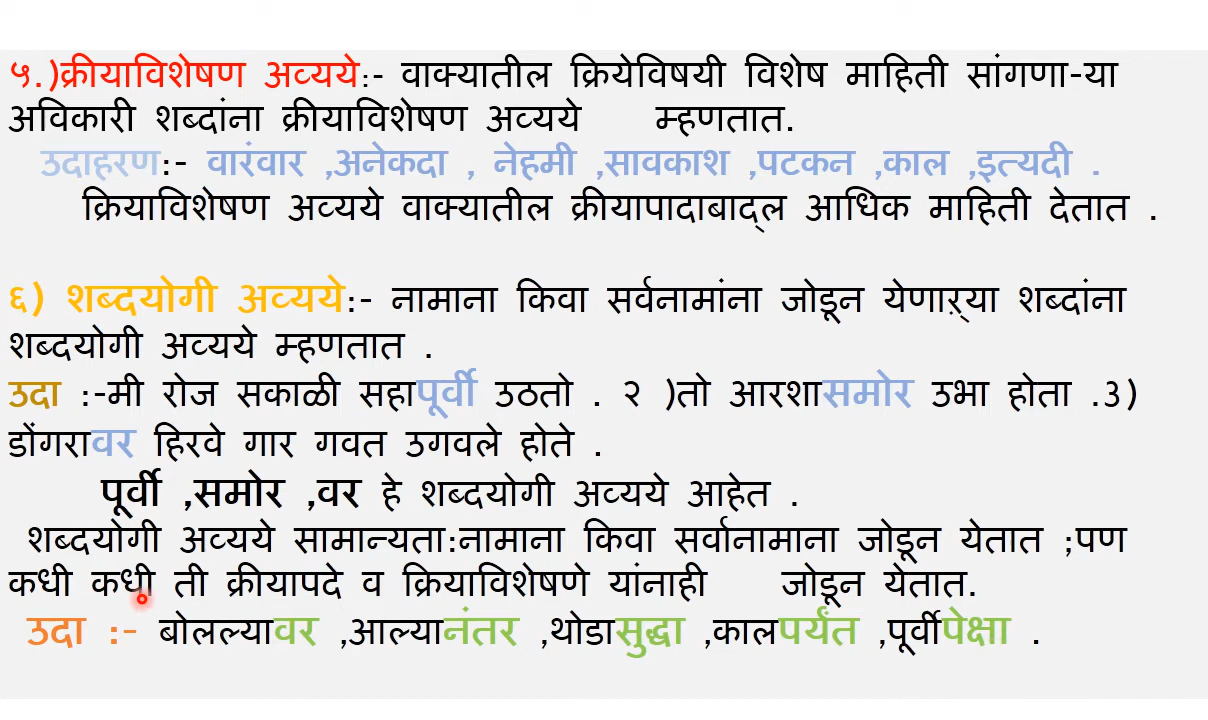 ५.)क्रीयाविशेषण अव्यये:- वाक्यातील क्रियेविषयी विशेष माहिती सांगणा-या
अविकारी शब्दांना क्रीयाविशेषण अव्यये म्हणतात.
उदाहरण:- वारंवार ,अनेकदा , नेहमी ,सावकाश ,पटकन ,काल ,इत्यदी .
क्रियाविशेषण अव्यये वाक्यातील क्रीयापादाबाद्ल आधिक माहिती देतात .
६) शब्दयोगी अव्यये:- नामाना किवा सर्वनामांना जोडून येणाऱ्या शब्दांना
शब्दयोगी अव्यये म्हणतात .
उदा :-मी रोज सकाळी सहापूर्वी उठतो . २ )तो आरशासमोर उभा होता .3)
डोंगरावर हिरवे गार गवत उगवले होते .
पूर्वी ,समोर ,वर हे शब्दयोगी अव्यये आहेत .
शब्दयोगी अव्यये सामान्यता:नामाना किवा सर्वानामाना जोडून येतात ;पण
कधी कधी ती क्रीयापदे व क्रियाविशेषणे यांनाही जोडून येतात.
उदा :- बोलल्यावर ,आल्यानंतर ,थोडासुद्धा ,कालपर्यंत ,पूर्वीपेक्षा .